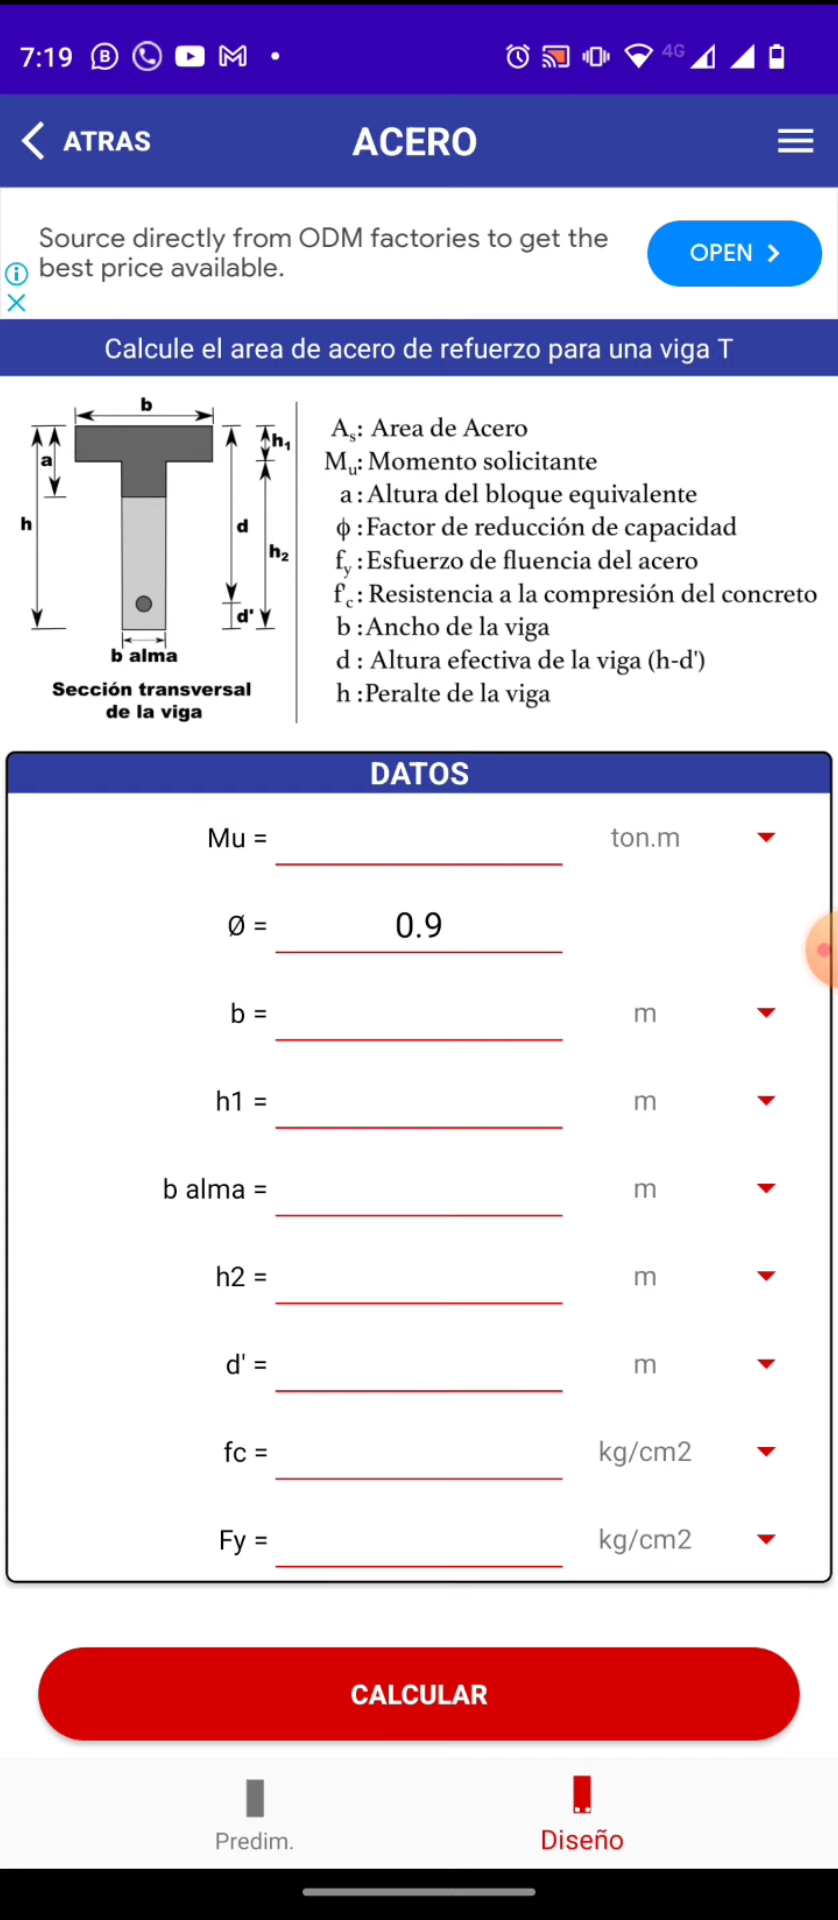 7:19
4G
ATRAS
ACERO
Source directly from ODM factories to get the
best price available.
OPEN
Calcule el area de acero de refuerzo para una viga T
b
h₁
a
h
d
h₂
d'
b alma
Sección transversal
de la viga
Aₛ: Area de Acero
Mᵤ: Momento solicitante
a : Altura del bloque equivalente
ϕ : Factor de reducción de capacidad
f_y : Esfuerzo de fluencia del acero
f'_c : Resistencia a la compresión del concreto
b : Ancho de la viga
d : Altura efectiva de la viga (h-d')
h : Peralte de la viga
DATOS
Mu = ton.m
Ø = 0.9
b = m
h1 = m
b alma = m
h2 = m
d' = m
fc = kg/cm2
Fy = kg/cm2
CALCULAR
Predim.
Diseño